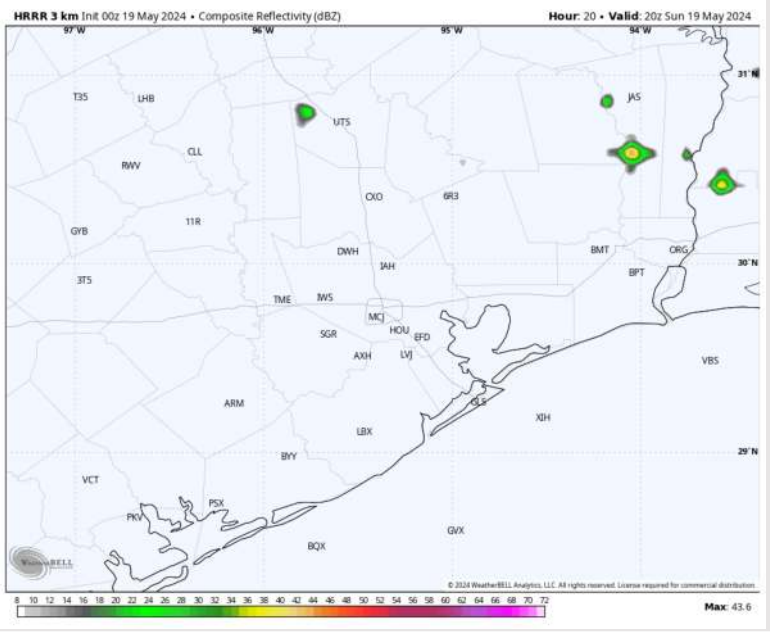 HRRR 3 km Init 00z 19 May 2024 • Composite Reflectivity (dBZ) Hour: 20 • Valid: 20z Sun 19 May 2024
97°W 96°W 95°W 94°W
31°N
T35 LHB JAS
UTS
CLL
RWV
CXO 6R3
11R
GYB
DWH BMT ORG
IAH 30°N
BPT
3T5
TME IWS
MCJ
SGR HOU EFD
AXH LVJ VBS
ARM GLS
XIH
LBX
BYY 29°N
VCT
PSX
PKV
GVX
BQX
WeatherBELL
© 2024 WeatherBELL Analytics, LLC. All rights reserved. License required for commercial distribution.
8 10 12 14 16 18 20 22 24 26 28 30 32 34 36 38 40 42 44 46 48 50 52 54 56 58 60 62 64 66 68 70 72
Max: 43.6